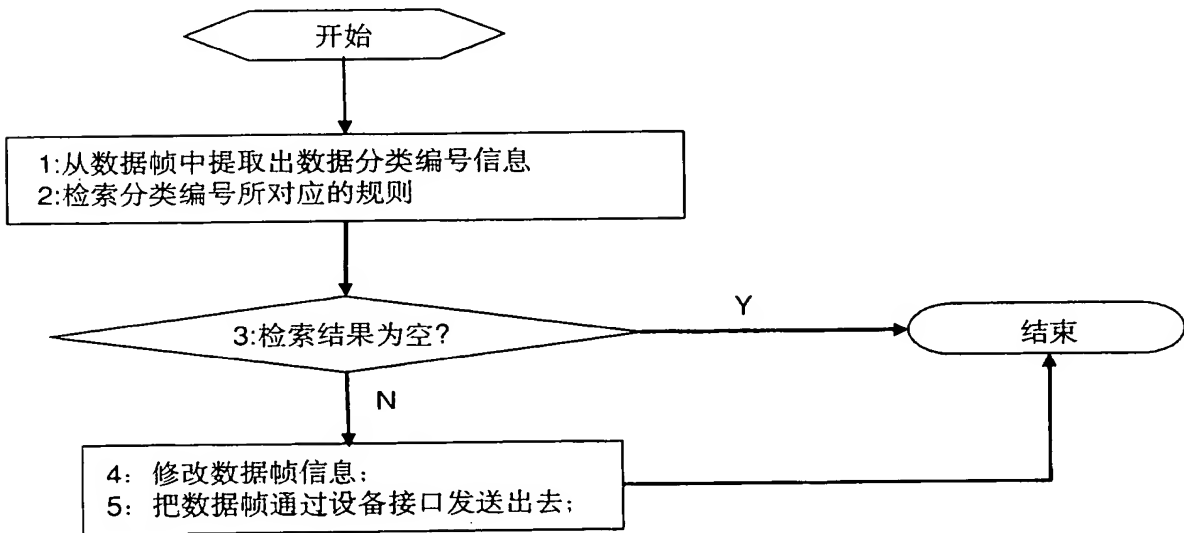 开始
1:从数据帧中提取出数据分类编号信息
2:检索分类编号所对应的规则
3:检索结果为空?
Y
结束
N
4：修改数据帧信息；
5：把数据帧通过设备接口发送出去；